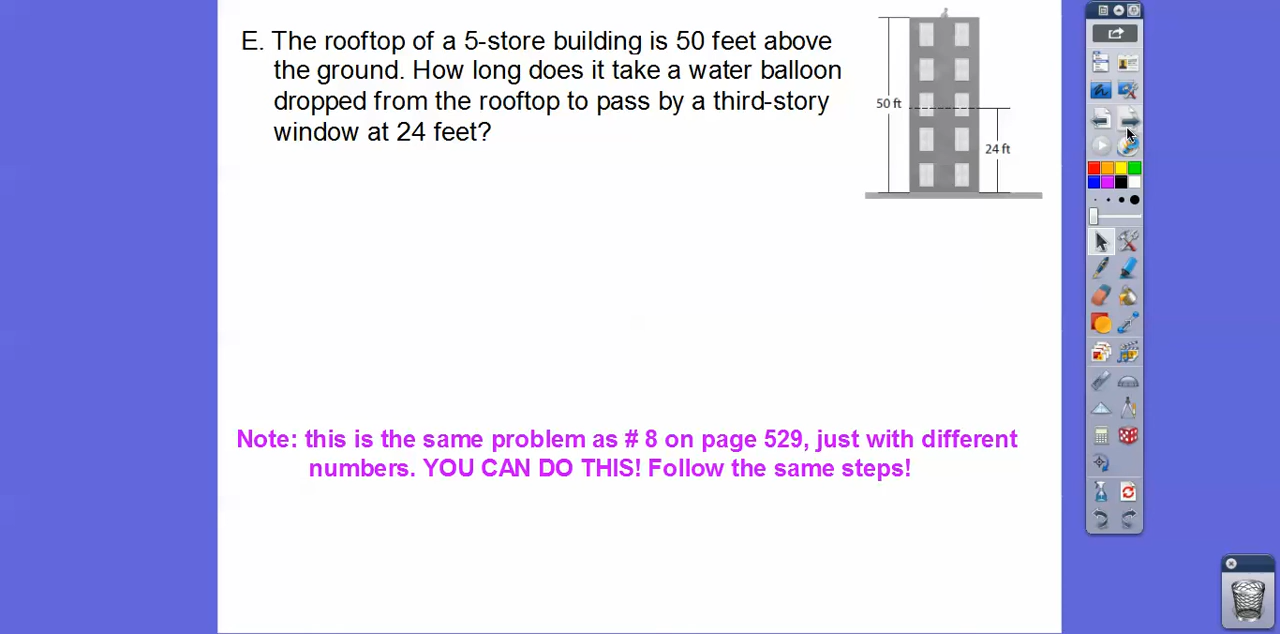 E. The rooftop of a 5-store building is 50 feet above
the ground. How long does it take a water balloon
dropped from the rooftop to pass by a third-story
window at 24 feet?
50 ft
24 ft
Note: this is the same problem as # 8 on page 529, just with different
numbers. YOU CAN DO THIS! Follow the same steps!